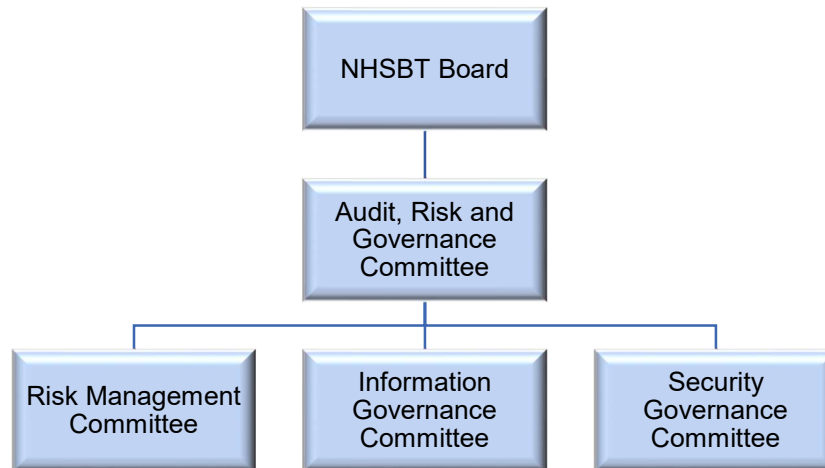 NHSBT Board
Audit, Risk and
Governance
Committee
Risk Management
Committee
Information
Governance
Committee
Security
Governance
Committee